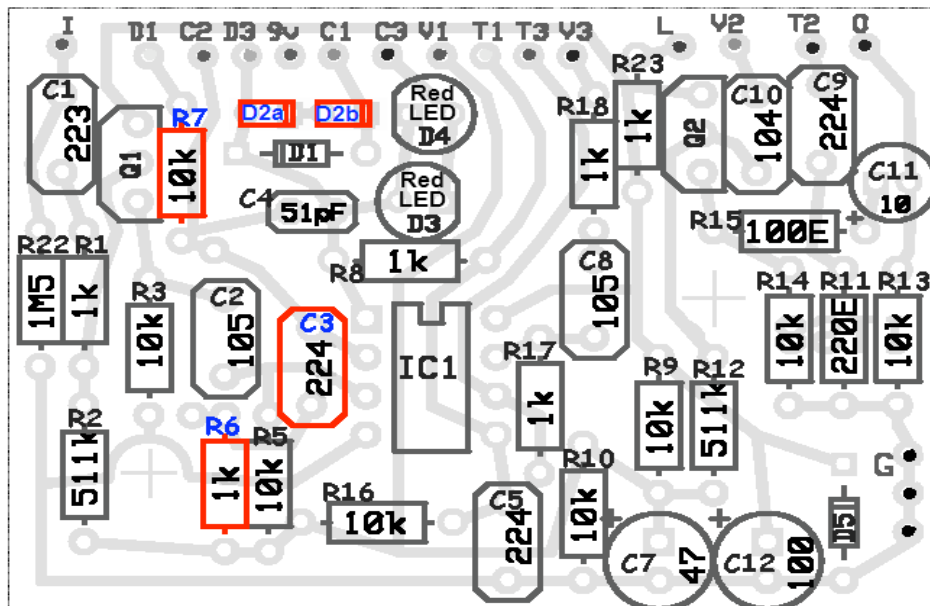 I D1 C2 D3 9v C1 C3 V1 T1 T3 V3 L V2 T2 O
R23
C1 223
R7 10k
D2a D2b
Red LED D4
R18 1k
1k
Q2
C10 104
C9 224
Q1
D1
C4 51pF
Red LED D3
C11 10
R15 100E +
R22 R1
1M5 1k
R3 10k
C2 105
R8 1k
C8 105
R14 R11 R13
10k 220E 10k
C3 224
IC1
R17 1k
R9 R12
10k 511k
R2 511k
R6 R5
1k 10k
R10 10k
G
R16 10k
C5 224
+ C7 47
+ C12 100
D5